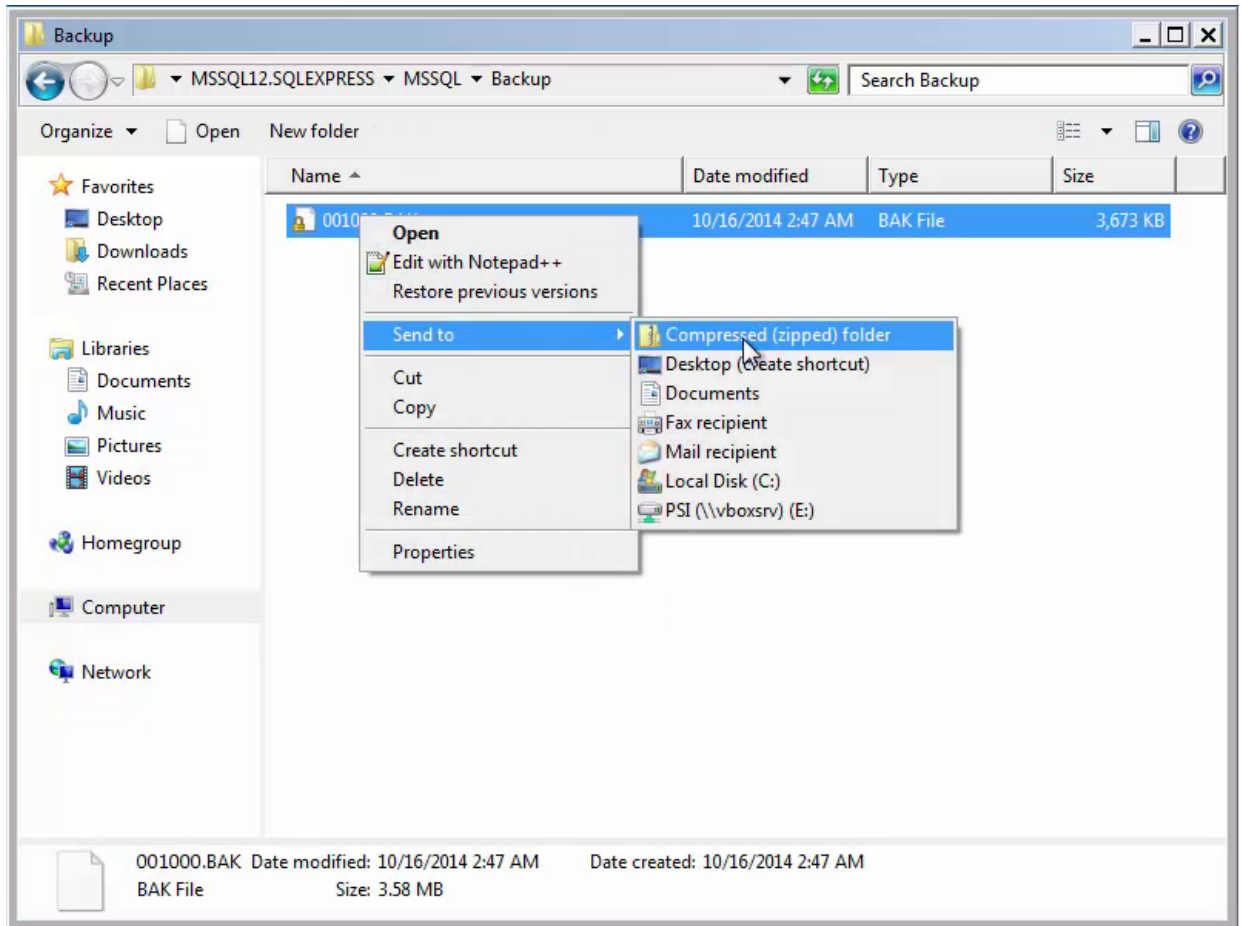 Backup
MSSQL12.SQLEXPRESS MSSQL Backup
Search Backup
Organize Open New folder
Name Date modified Type Size
Favorites
Desktop
Downloads
Recent Places
Libraries
Documents
Music
Pictures
Videos
Homegroup
Computer
Network
10/16/2014 2:47 AM BAK File 3,673 KB
Open
Edit with Notepad++
Restore previous versions
Send to
Cut
Copy
Create shortcut
Delete
Rename
Properties
Compressed (zipped) folder
Desktop (create shortcut)
Documents
Fax recipient
Mail recipient
Local Disk (C:)
PSI (\\vboxsrv) (E:)
001000.BAK Date modified: 10/16/2014 2:47 AM Date created: 10/16/2014 2:47 AM
BAK File Size: 3.58 MB